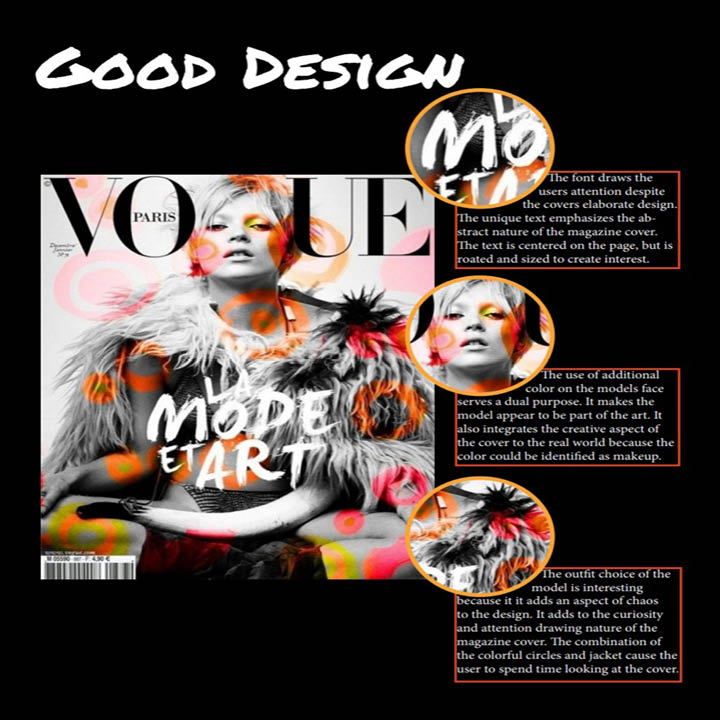 GOOD DESIGN
VOGUE
PARIS
LA
MODE
ET ART
LA
MO
ET A
The font draws the
users attention despite
the covers elaborate design.
The unique text emphasizes the ab-
stract nature of the magazine cover.
The text is centered on the page, but is
roated and sized to create interest.
The use of additional
color on the models face
serves a dual purpose. It makes the
model appear to be part of the art. It
also integrates the creative aspect of
the cover to the real world because the
color could be identified as makeup.
The outfit choice of the
model is interesting
because it it adds an aspect of chaos
to the design. It adds to the curiosity
and attention drawing nature of the
magazine cover. The combination of
the colorful circles and jacket cause the
user to spend time looking at the cover.